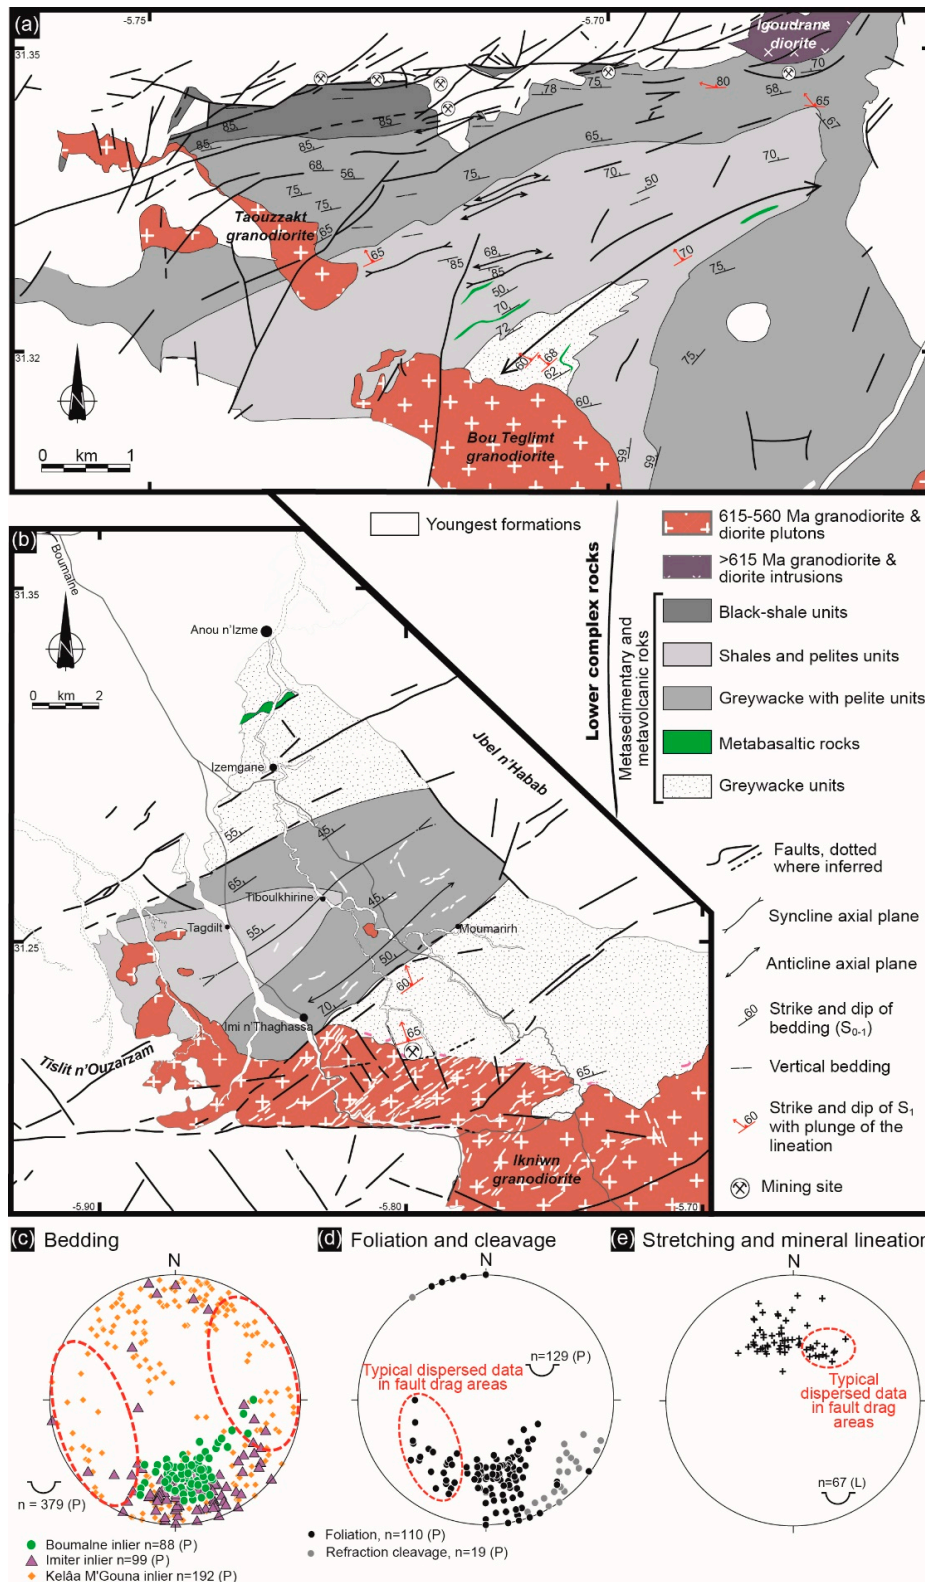 (a)
-5.75
-5.70
31.35
31.32
Igoudrane
diorite
70
80
58
65
67
78
75
85
85
85
65
68
56
75
75
75
65
70
50
70
Taouzzakt
granodiorite
65
85
68
85
50
70
72
70
75
75
60
68
62
60
65
65
Bou Teglimt
granodiorite
N
0 km 1
(b)
Boumalne
31.35
31.25
Anou n'Izme
N
0 km 2
Izemgane
Jbel n'Habab
55
45
65
Tiboulkhirine
45
Tagdilt
55
Moumarirh
50
60
70
Imi n'Thaghassa
65
65
Tislit n'Ouzarzam
Ikniwn
granodiorite
-5.90
-5.80
-5.70
Youngest formations
Lower complex rocks
Metasedimentary and
metavolcanic roks
615-560 Ma granodiorite &
diorite plutons
>615 Ma granodiorite &
diorite intrusions
Black-shale units
Shales and pelites units
Greywacke with pelite units
Metabasaltic rocks
Greywacke units
Faults, dotted
where inferred
Syncline axial plane
Anticline axial plane
60
Strike and dip of
bedding (S0-1)
Vertical bedding
60
Strike and dip of S1
with plunge of the
lineation
Mining site
(c) Bedding
N
n = 379 (P)
Boumalne inlier n=88 (P)
Imiter inlier n=99 (P)
Kelâa M'Gouna inlier n=192 (P)
(d) Foliation and cleavage
N
n=129 (P)
Typical dispersed data
in fault drag areas
Foliation, n=110 (P)
Refraction cleavage, n=19 (P)
(e) Stretching and mineral lineation
N
Typical
dispersed data
in fault drag
areas
n=67 (L)